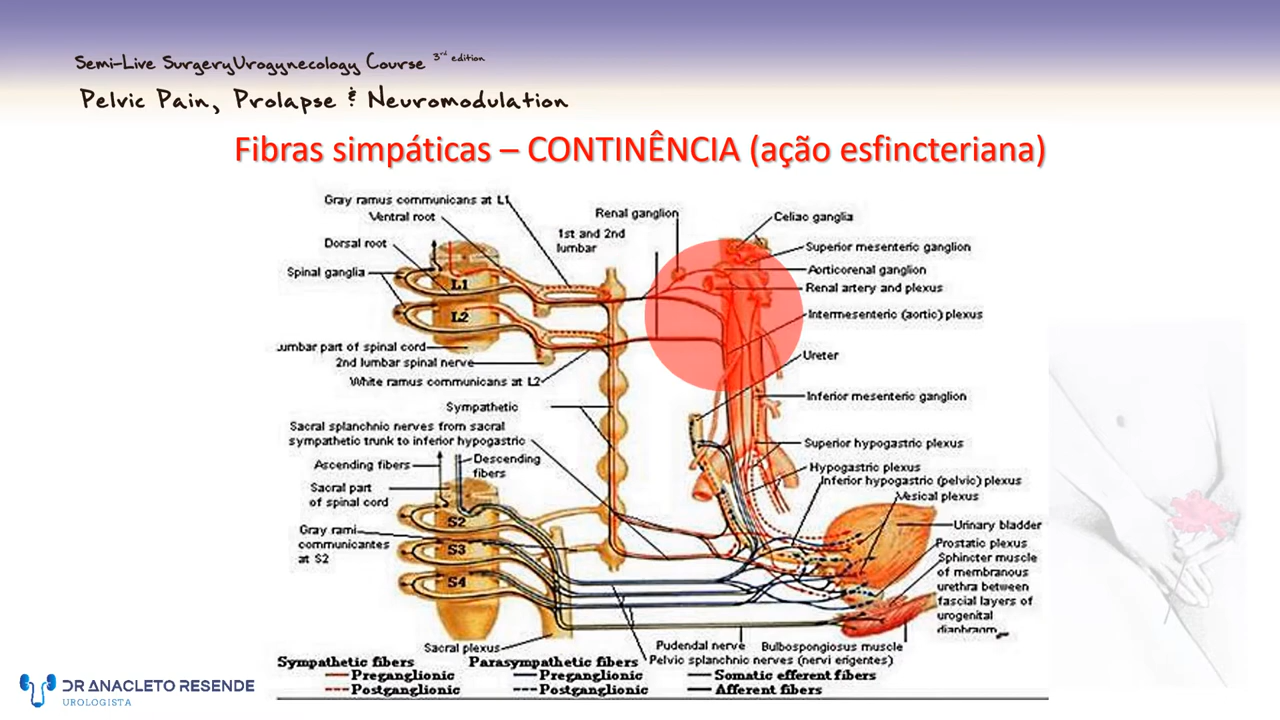 Semi-Live SurgeryUrogynecology Course 3rd edition
Pelvic Pain, Prolapse & Neuromodulation
Fibras simpáticas – CONTINÊNCIA (ação esfincteriana)
Gray ramus communicans at L1
Ventral root
Dorsal root
Spinal ganglia
L1
L2
Lumbar part of spinal cord
2nd lumbar spinal nerve
White ramus communicans at L2
Sympathetic
Sacral splanchnic nerves from sacral
sympathetic trunk to inferior hypogastric
Ascending fibers
Descending
fibers
Sacral part
of spinal cord
Gray rami
communicantes
at S2
S2
S3
S4
Sacral plexus
1st and 2nd
lumbar
Renal ganglion
Celiac ganglia
Superior mesenteric ganglion
Aorticorenal ganglion
Renal artery and plexus
Intermesenteric (aortic) plexus
Ureter
Inferior mesenteric ganglion
Superior hypogastric plexus
Hypogastric plexus
Inferior hypogastric (pelvic) plexus
Vesical plexus
Urinary bladder
Prostatic plexus
Sphincter muscle
of membranous
urethra between
fascial layers of
urogenital
diaphragm
Pudendal nerve
Bulbospongiosus muscle
Pelvic splanchnic nerves (nervi erigentes)
Sympathetic fibers
Preganglionic
Postganglionic
Parasympathetic fibers
Preganglionic
Postganglionic
Somatic efferent fibers
Afferent fibers
DR ANACLETO RESENDE
UROLOGISTA